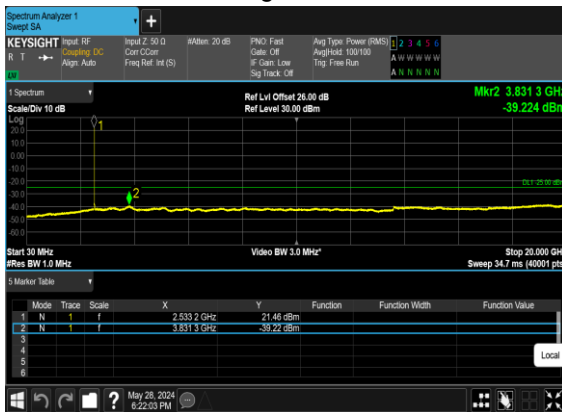 Spectrum Analyzer 1
Swept SA
KEYSIGHT Input: RF Input Z: 50 Ω #Atten: 20 dB PNO: Fast Avg Type: Power (RMS) 1 2 3 4 5 6
R T Coupling: DC Corr CCorr Gate: Off Avg|Hold: 100/100 A W W W W W
Align: Auto Freq Ref: Int (S) IF Gain: Low Trig: Free Run
Sig Track: Off A N N N N N
1 Spectrum Ref Lvl Offset 26.00 dB Mkr2 3.831 3 GHz
Scale/Div 10 dB Ref Level 30.00 dBm -39.224 dBm
Log
20.0
10.0
0.00
-10.0
-20.0
-30.0
-40.0
-50.0
-60.0
1
2
DL1 -25.00 dBm
Start 30 MHz Video BW 3.0 MHz* Stop 20.000 GHz
#Res BW 1.0 MHz Sweep 34.7 ms (40001 pts)
5 Marker Table
Mode Trace Scale X Y Function Function Width Function Value
1 N 1 f 2.533 2 GHz 21.46 dBm
2 N 1 f 3.831 3 GHz -39.22 dBm
3
4
5
6
Local
May 28, 2024
6:22:03 PM